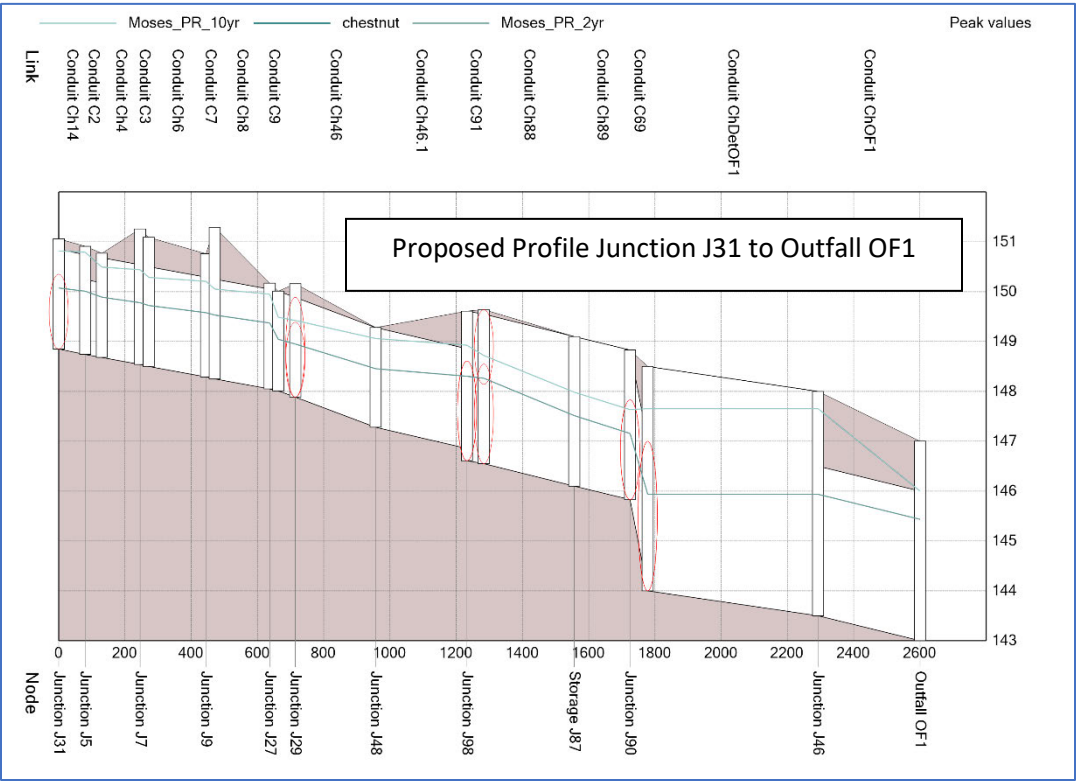 Moses_PR_10yr
chestnut
Moses_PR_2yr
Peak values
Link
Conduit Ch14
Conduit C2
Conduit Ch4
Conduit C3
Conduit Ch6
Conduit C7
Conduit Ch8
Conduit C9
Conduit Ch46
Conduit Ch46.1
Conduit C91
Conduit Ch88
Conduit Ch89
Conduit C69
Conduit ChDetOF1
Conduit ChOF1
Proposed Profile Junction J31 to Outfall OF1
151
150
149
148
147
146
145
144
143
0
200
400
600
800
1000
1200
1400
1600
1800
2000
2200
2400
2600
Node
Junction J31
Junction J5
Junction J7
Junction J9
Junction J27
Junction J29
Junction J48
Junction J98
Storage J87
Junction J90
Junction J46
Outfall OF1